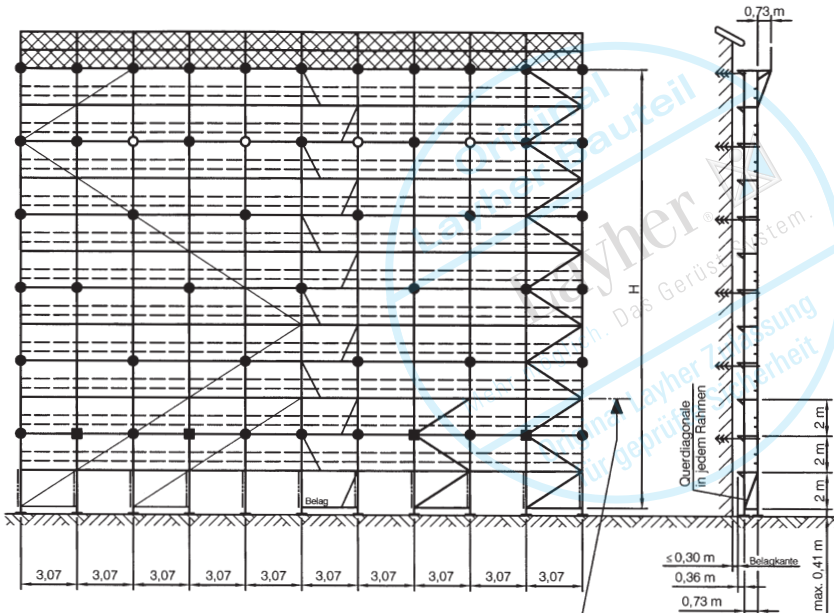 0,73 m
Original
Layher Bauteil
Layher®
Das Gerüst System.
Original Layher Zulassung
für geprüfte Sicherheit
H
Querdiagonale
in jedem Rahmen
2 m
2 m
2 m
Belag
3,07 3,07 3,07 3,07 3,07 3,07 3,07 3,07 3,07 3,07
≤ 0,30 m
Belagkante
0,36 m
0,73 m
max. 0,41 m